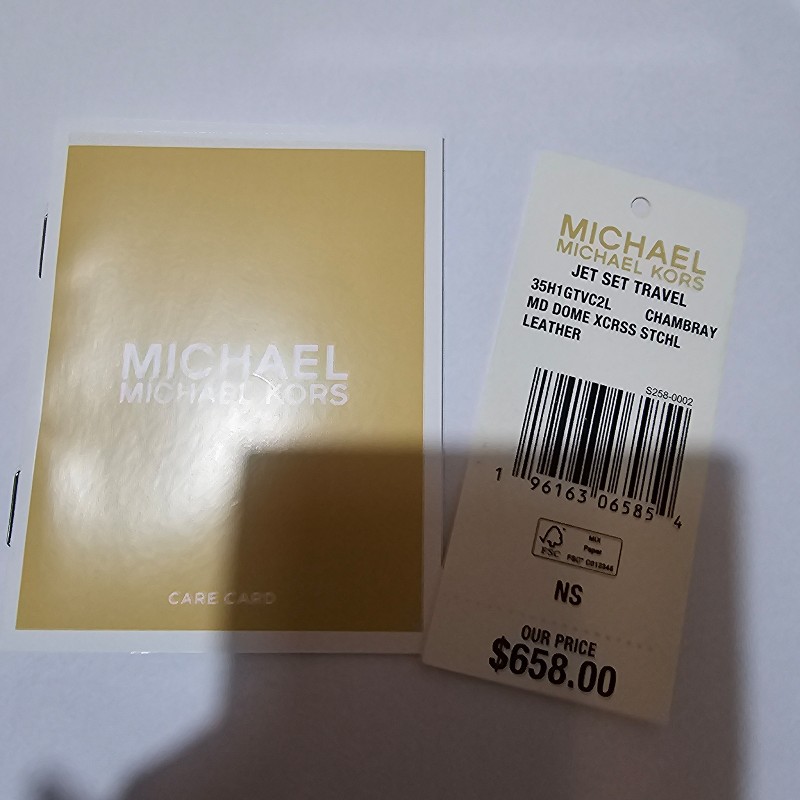 MICHAEL
MICHAEL KORS
CARE CARD
MICHAEL
MICHAEL KORS
JET SET TRAVEL
35H1GTVC2L CHAMBRAY
MD DOME XCRSS STCHL
LEATHER
S258-0002
1 96163 06585 4
FSC
MIX
Paper
NS
OUR PRICE
$658.00